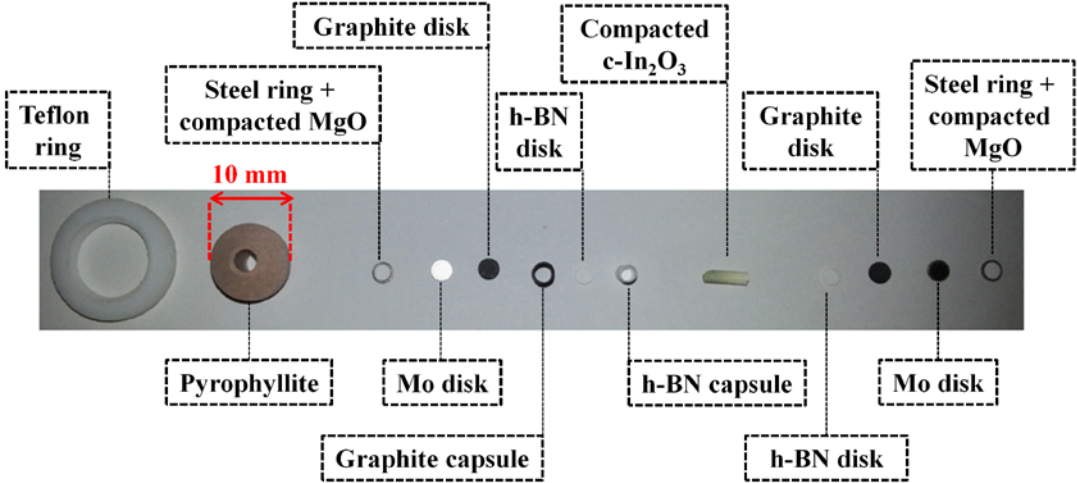 Teflon
ring
10 mm
Pyrophyllite
Steel ring +
compacted MgO
Graphite disk
Mo disk
Graphite capsule
h-BN
disk
h-BN capsule
Compacted
c-In₂O₃
h-BN disk
Graphite
disk
Mo disk
Steel ring +
compacted
MgO